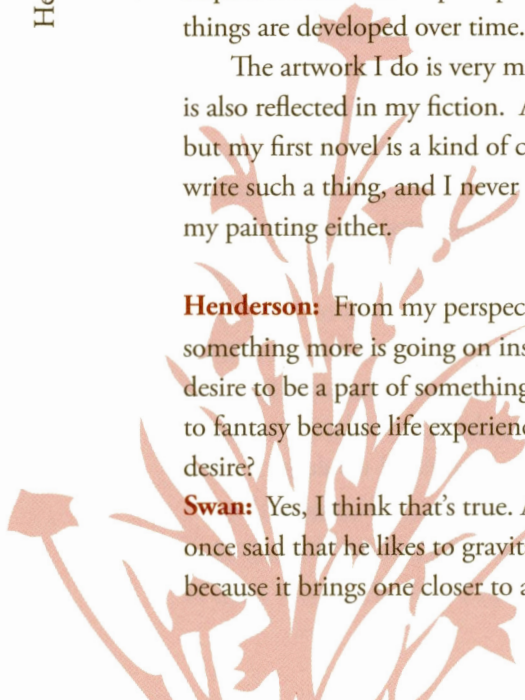 He
things are developed over time.
The artwork I do is very m
is also reflected in my fiction.
but my first novel is a kind of c
write such a thing, and I never
my painting either.
Henderson: From my perspec
something more is going on ins
desire to be a part of something
to fantasy because life experienc
desire?
Swan: Yes, I think that's true. A
once said that he likes to gravit
because it brings one closer to a